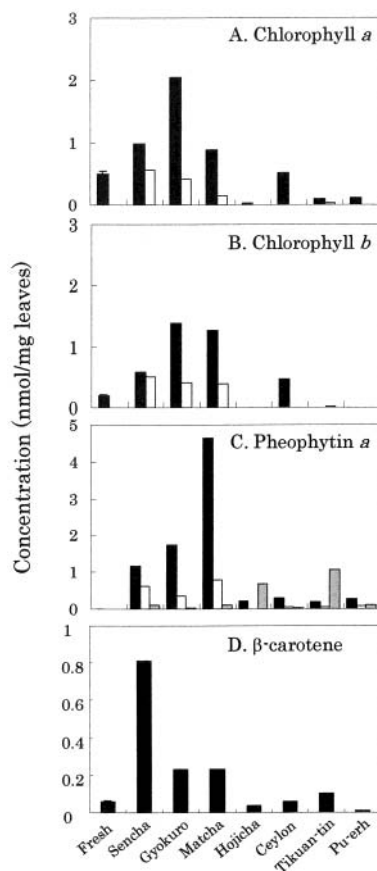 A. Chlorophyll a
3
2
1
0
B. Chlorophyll b
3
2
1
0
Concentration (nmol/mg leaves)
C. Pheophytin a
5
4
3
2
1
0
D. β-carotene
1
0.8
0.6
0.4
0.2
0
Fresh
Sencha
Gyokuro
Matcha
Hojicha
Ceylon
Tikuan-tin
Pu-erh